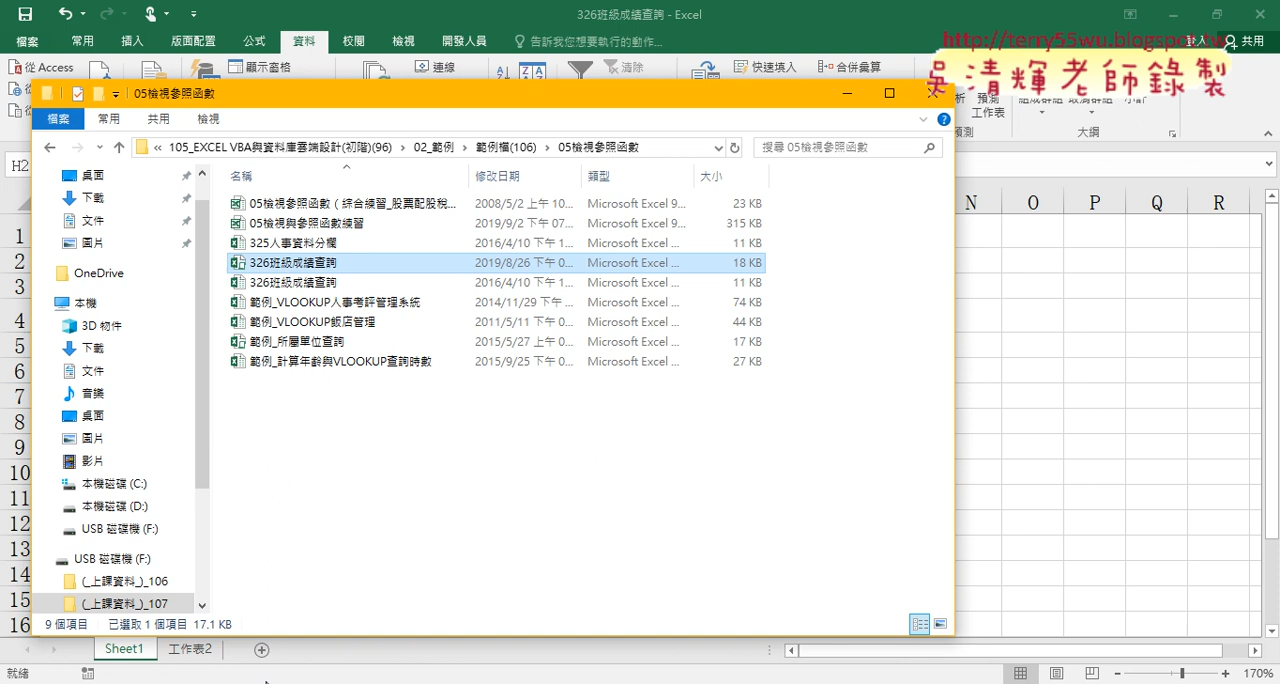 326班級成績查詢 - Excel
檔案 常用 插入 版面配置 公式 資料 校閱 檢視 開發人員 告訴我您想要執行的動作... 登入 共用
http://terry55wu.blogspot.tw
吳清輝老師錄製
從 Access 顯示查詢 連線 清除 快速填入 合併彙算
預測 工作表 大綱
05檢視參照函數
檔案 常用 共用 檢視
« 105_EXCEL VBA與資料庫雲端設計(初階)(96) › 02_範例 › 範例檔(106) › 05檢視參照函數
搜尋 05檢視參照函數
H2
名稱 修改日期 類型 大小
N O P Q R
桌面
下載
文件
圖片
OneDrive
本機
3D 物件
下載
文件
音樂
桌面
圖片
影片
本機磁碟 (C:)
本機磁碟 (D:)
USB 磁碟機 (F:)
USB 磁碟機 (F:)
(_上課資料_)_106
(_上課資料_)_107
05檢視參照函數（綜合練習_股票配股稅... 2008/5/2 上午 10... Microsoft Excel 9... 23 KB
05檢視與參照函數練習 2019/9/2 下午 07... Microsoft Excel 9... 315 KB
325人事資料分欄 2016/4/10 下午 1... Microsoft Excel ... 11 KB
326班級成績查詢 2019/8/26 下午 0... Microsoft Excel ... 18 KB
326班級成績查詢 2016/4/10 下午 1... Microsoft Excel ... 11 KB
範例_VLOOKUP人事考評管理系統 2014/11/29 下午 ... Microsoft Excel ... 74 KB
範例_VLOOKUP飯店管理 2011/5/11 下午 0... Microsoft Excel ... 44 KB
範例_所屬單位查詢 2015/5/27 上午 0... Microsoft Excel ... 17 KB
範例_計算年齡與VLOOKUP查詢時數 2015/9/25 下午 0... Microsoft Excel ... 27 KB
1
2
3
4
5
6
7
8
9
10
11
12
13
14
15
16
9 個項目 已選取 1 個項目 17.1 KB
Sheet1 工作表2
就緒
170%